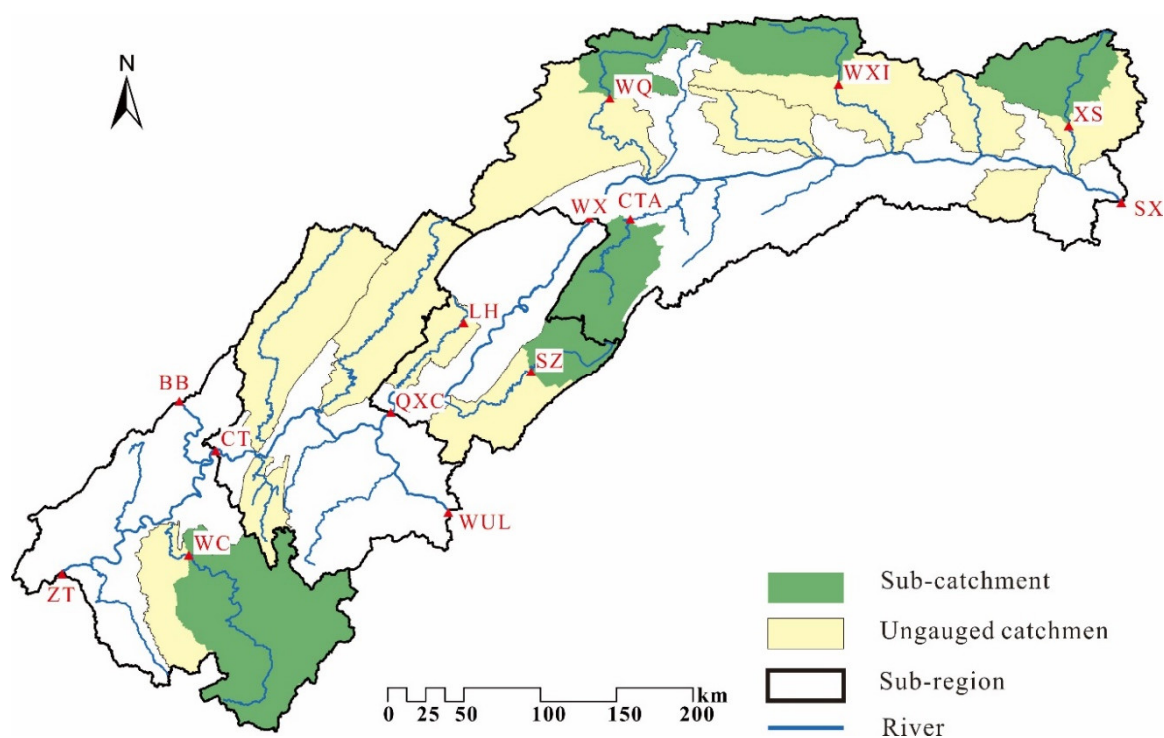 N
WQ
WXI
XS
WX
CTA
SX
LH
SZ
BB
QXC
CT
WUL
WC
ZT
Sub-catchment
Ungauged catchmen
Sub-region
River
km
0 25 50 100 150 200